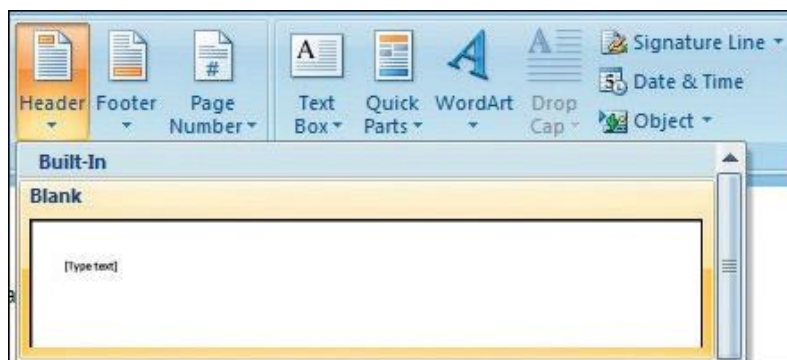 Header
Footer
Page
Number
#
A
Text
Box
Quick
Parts
A
WordArt
A
Drop
Cap
Signature Line
5
Date & Time
Object
Built-In
Blank
[Type text]
a